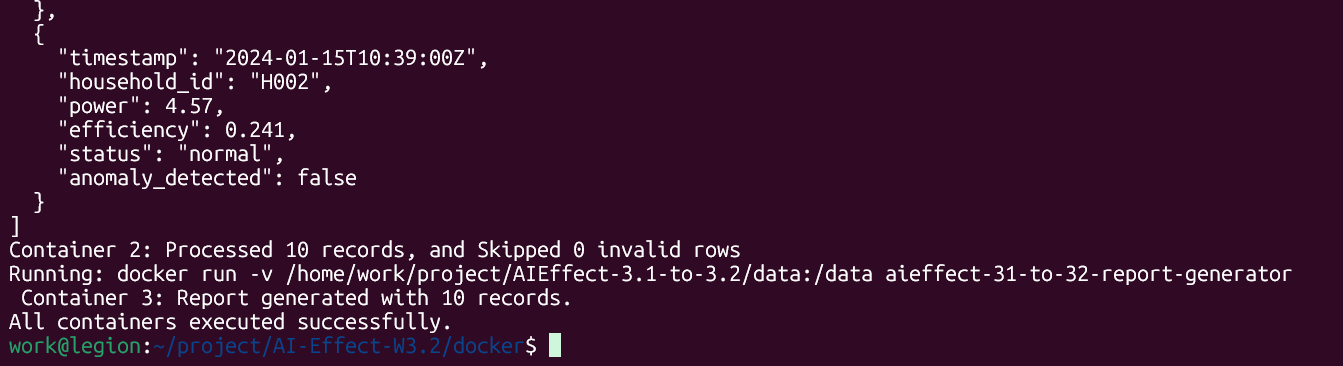 },
{
"timestamp": "2024-01-15T10:39:00Z",
"household_id": "H002",
"power": 4.57,
"efficiency": 0.241,
"status": "normal",
"anomaly_detected": false
}
]
Container 2: Processed 10 records, and Skipped 0 invalid rows
Running: docker run -v /home/work/project/AIEffect-3.1-to-3.2/data:/data aieffect-31-to-32-report-generator
Container 3: Report generated with 10 records.
All containers executed successfully.
work@legion:~/project/AI-Effect-W3.2/docker$